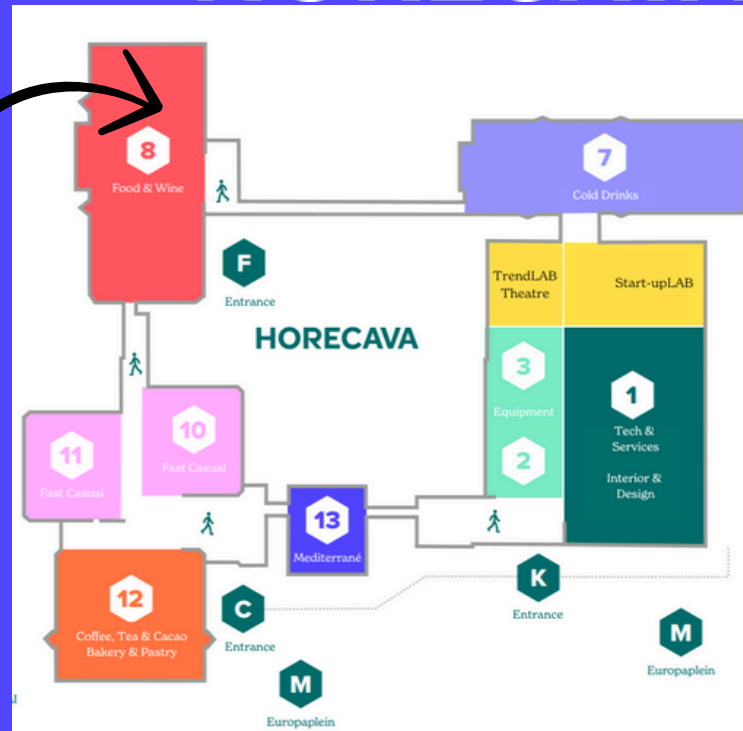 8
Food & Wine
7
Cold Drinks
F
Entrance
TrendLAB
Theatre
Start-upLAB
HORECAVA
3
Equipment
2
1
Tech &
Services
Interior &
Design
10
Fast Casual
11
Fast Casual
13
Mediterrané
12
Coffee, Tea & Cacao
Bakery & Pastry
C
Entrance
K
Entrance
M
Europaplein
M
Europaplein